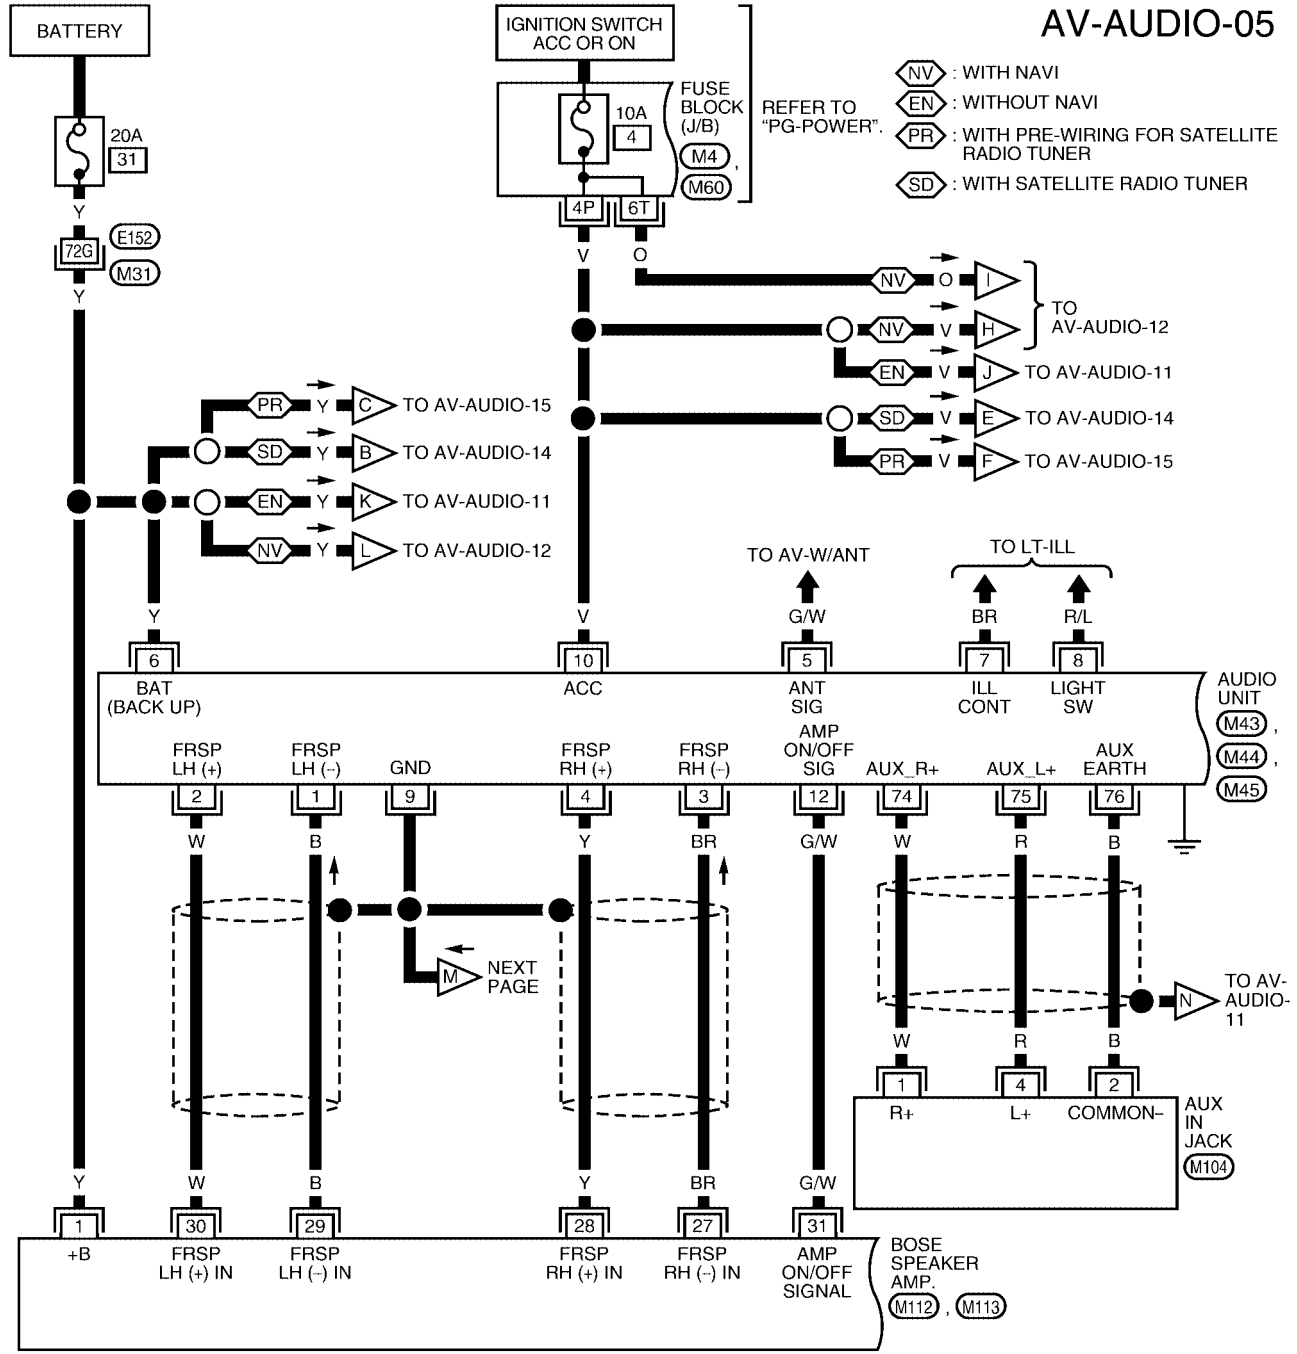 AV-AUDIO-05
BATTERY
IGNITION SWITCH
ACC OR ON
20A
31
10A
4
FUSE
BLOCK
(J/B)
M4 ,
M60
REFER TO
"PG-POWER".
NV : WITH NAVI
EN : WITHOUT NAVI
PR : WITH PRE-WIRING FOR SATELLITE
RADIO TUNER
SD : WITH SATELLITE RADIO TUNER
Y
72G
E152
M31
Y
4P
6T
V
O
NV O I
NV V H
TO
AV-AUDIO-12
EN V J TO AV-AUDIO-11
SD V E TO AV-AUDIO-14
PR V F TO AV-AUDIO-15
PR Y C TO AV-AUDIO-15
SD Y B TO AV-AUDIO-14
EN Y K TO AV-AUDIO-11
NV Y L TO AV-AUDIO-12
TO AV-W/ANT
TO LT-ILL
Y
V
G/W
BR
R/L
6
10
5
7
8
BAT
(BACK UP)
ACC
ANT
SIG
ILL
CONT
LIGHT
SW
AUDIO
UNIT
M43 ,
M44 ,
M45
FRSP
LH (+)
FRSP
LH (-)
GND
FRSP
RH (+)
FRSP
RH (-)
AMP
ON/OFF
SIG
AUX_R+
AUX_L+
AUX
EARTH
2
1
9
4
3
12
74
75
76
W
B
Y
BR
G/W
W
R
B
M
NEXT
PAGE
N
TO AV-
AUDIO-
11
W
R
B
1
4
2
R+
L+
COMMON-
AUX
IN
JACK
M104
Y
W
B
Y
BR
G/W
1
30
29
28
27
31
+B
FRSP
LH (+) IN
FRSP
LH (-) IN
FRSP
RH (+) IN
FRSP
RH (-) IN
AMP
ON/OFF
SIGNAL
BOSE
SPEAKER
AMP.
M112 , M113